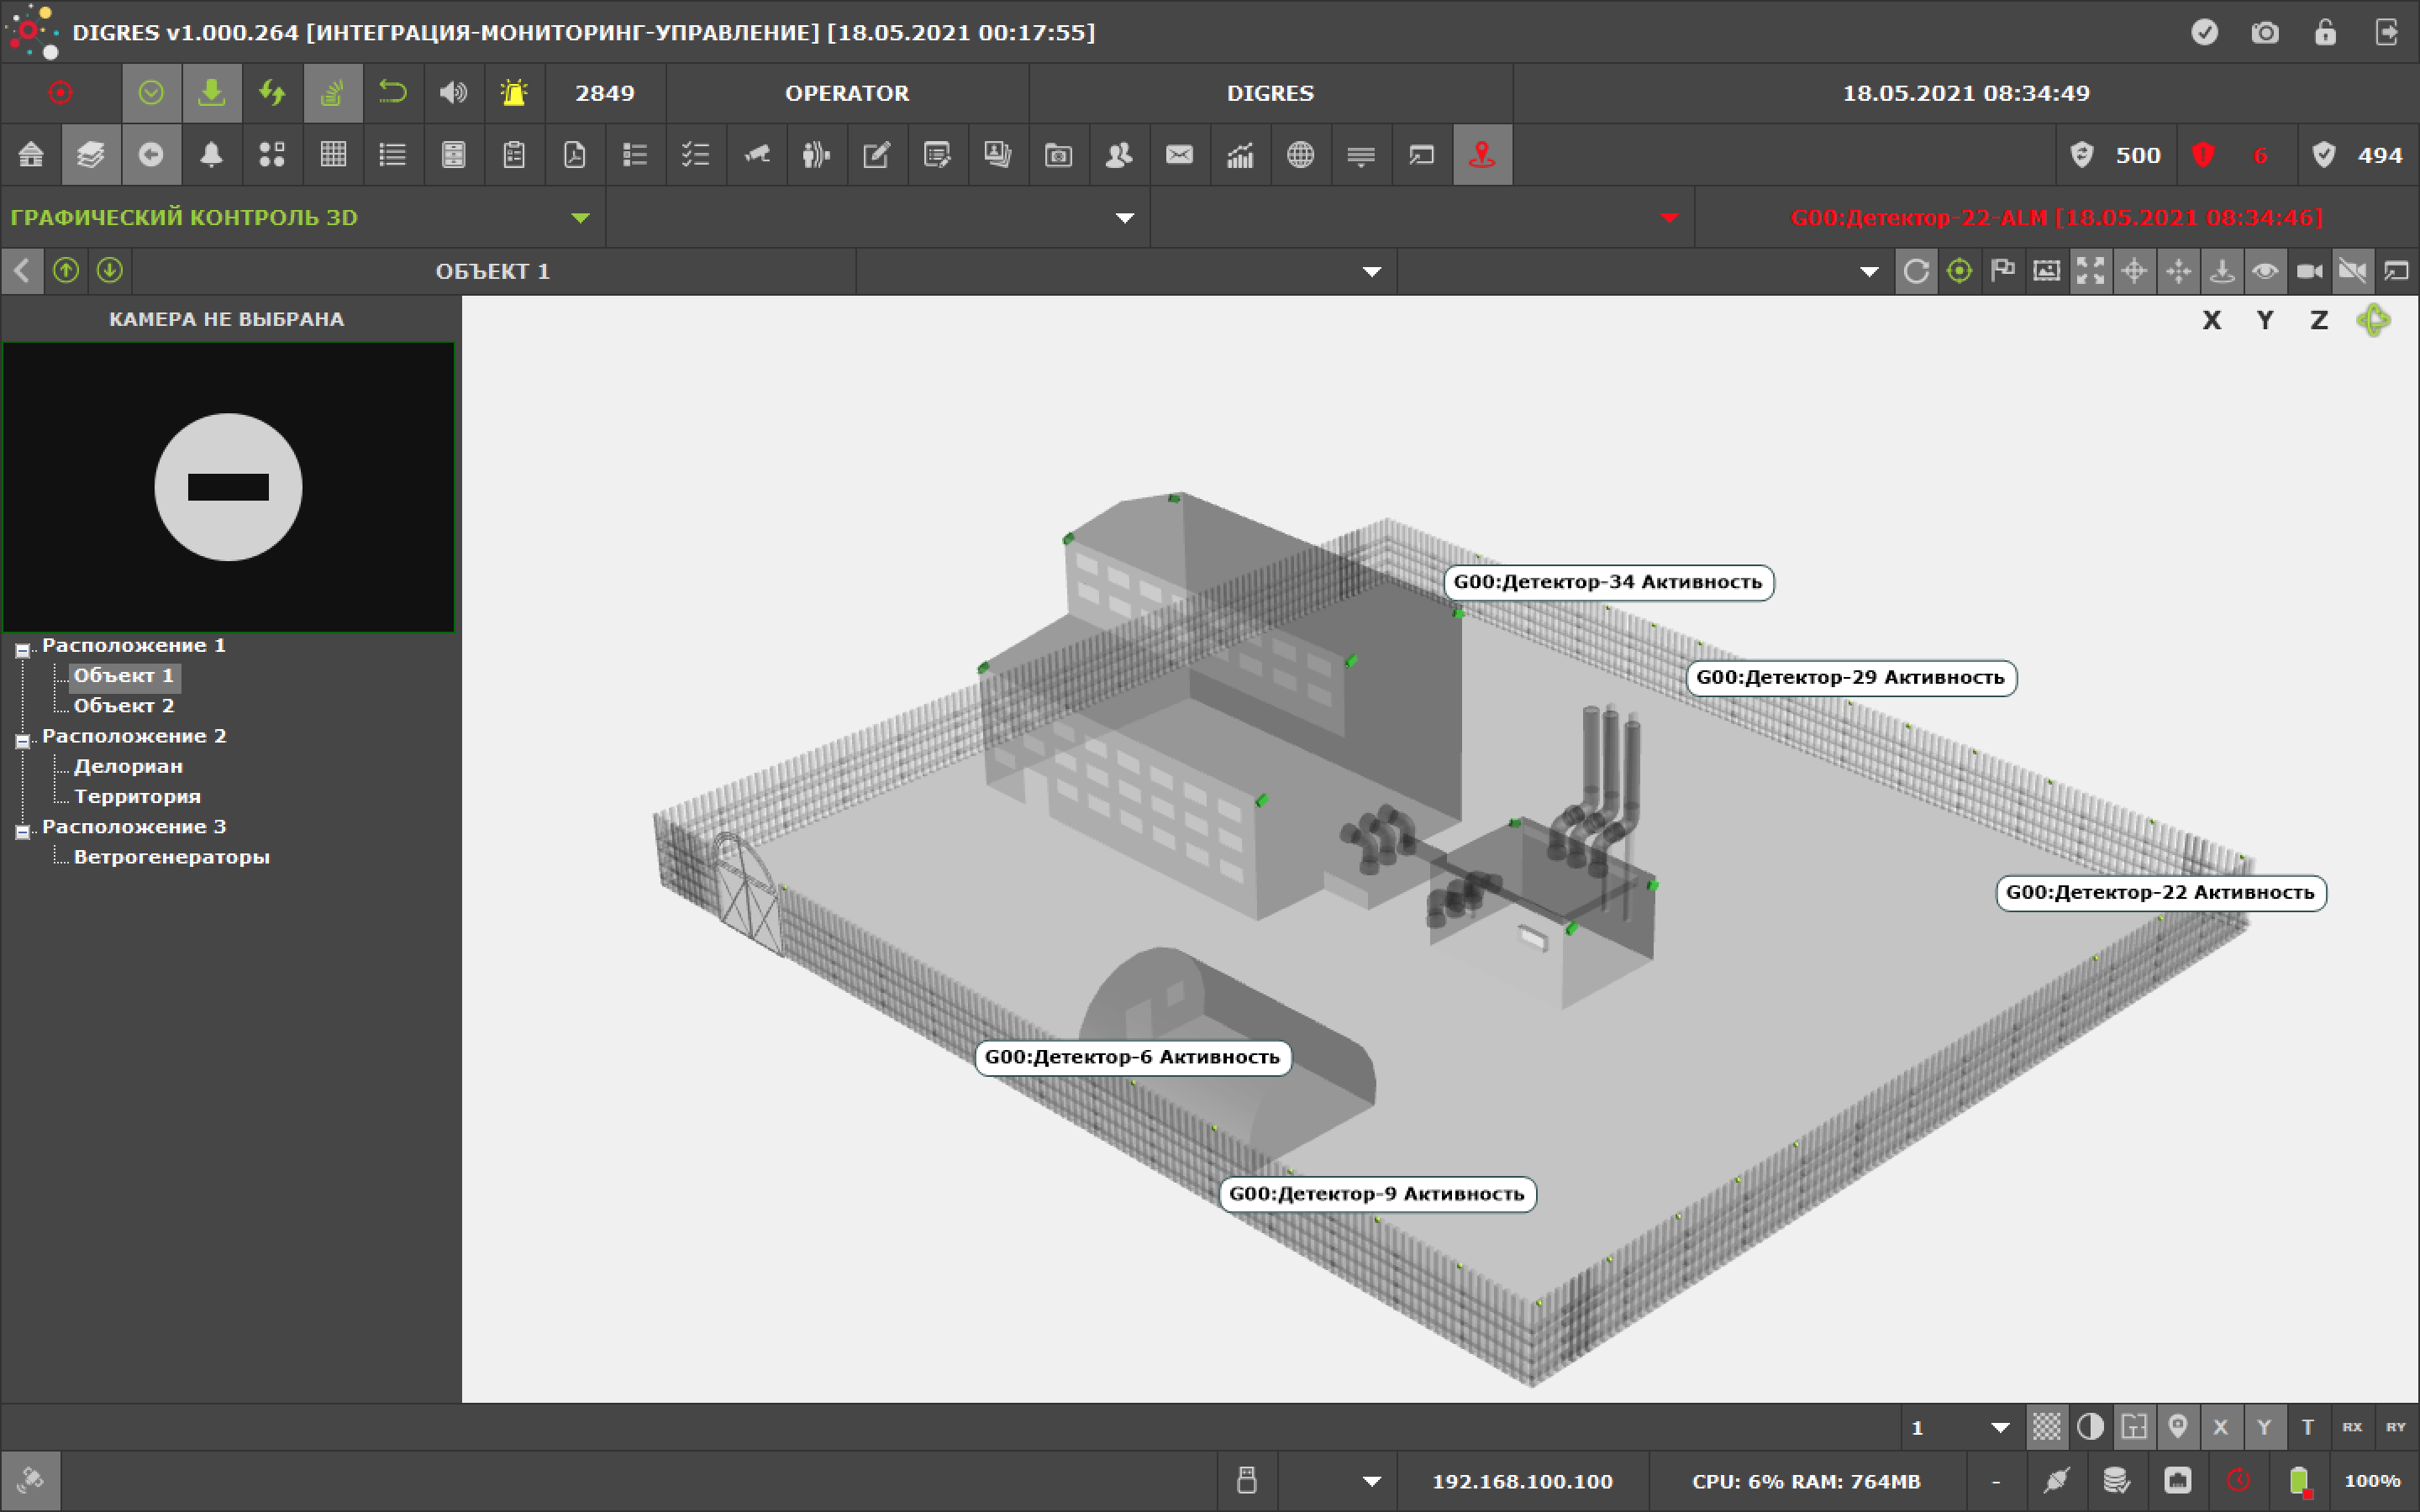 DIGRES v1.000.264 [ИНТЕГРАЦИЯ-МОНИТОРИНГ-УПРАВЛЕНИЕ] [18.05.2021 00:17:55]
2849 OPERATOR DIGRES 18.05.2021 08:34:49
500 6 494
ГРАФИЧЕСКИЙ КОНТРОЛЬ 3D G00:Детектор-22-ALM [18.05.2021 08:34:46]
ОБЪЕКТ 1
КАМЕРА НЕ ВЫБРАНА
X Y Z
Расположение 1
Объект 1
Объект 2
Расположение 2
Делориан
Территория
Расположение 3
Ветрогенераторы
G00:Детектор-34 Активность
G00:Детектор-29 Активность
G00:Детектор-22 Активность
G00:Детектор-6 Активность
G00:Детектор-9 Активность
1 X Y T RX RY
192.168.100.100 CPU: 6% RAM: 764MB - 100%